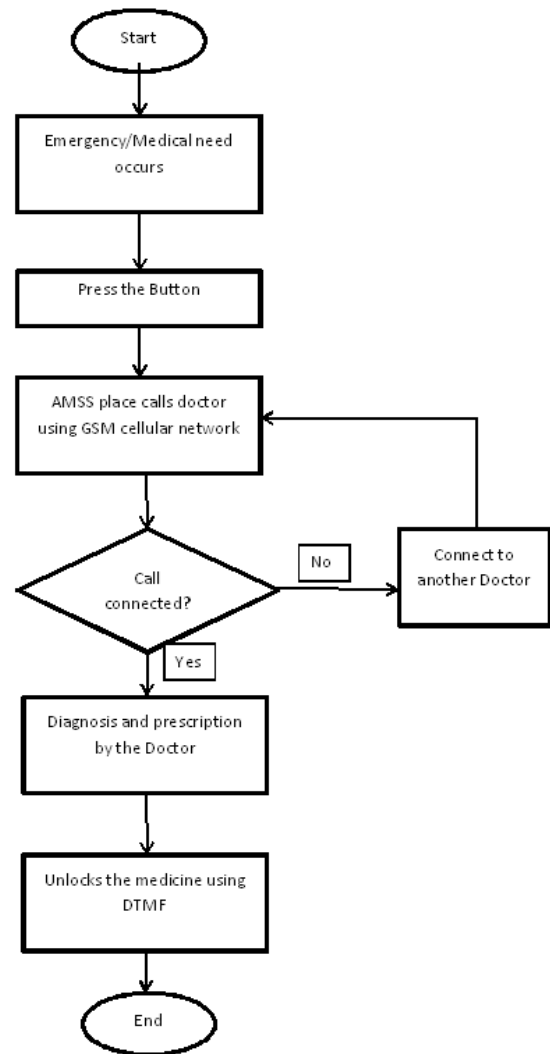 Start
Emergency/Medical need
occurs
Press the Button
AMSS place calls doctor
using GSM cellular network
Call
connected?
No
Connect to
another Doctor
Yes
Diagnosis and prescription
by the Doctor
Unlocks the medicine using
DTMF
End